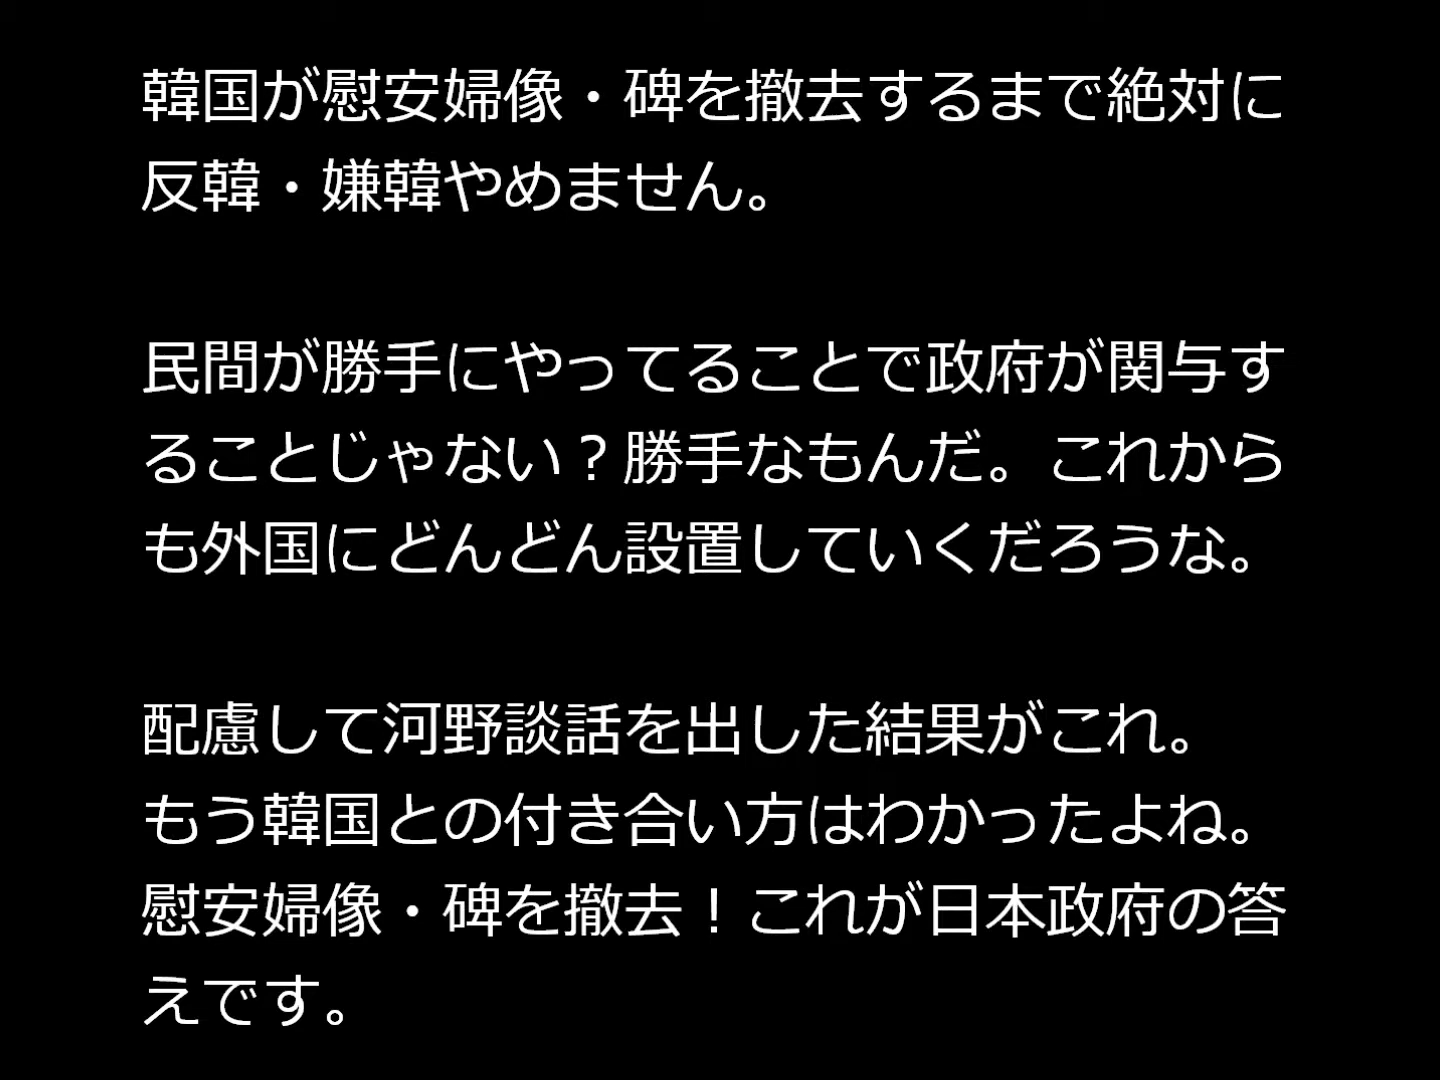 韓国が慰安婦像・碑を撤去するまで絶対に
反韓・嫌韓やめません。
民間が勝手にやってることで政府が関与す
ることじゃない？勝手なもんだ。これから
も外国にどんどん設置していくだろうな。
配慮して河野談話を出した結果がこれ。
もう韓国との付き合い方はわかったよね。
慰安婦像・碑を撤去！これが日本政府の答
えです。